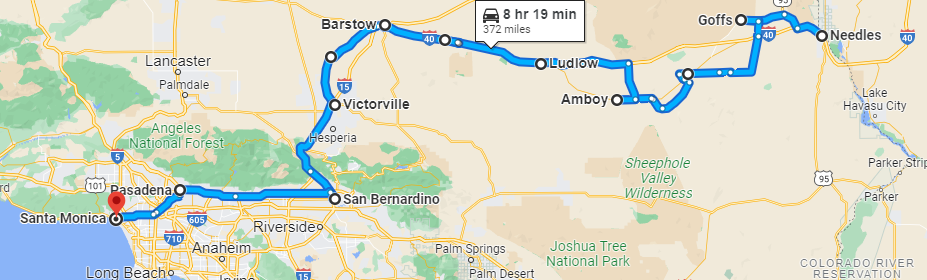 8 hr 19 min
372 miles
Barstow
Goffs
95
40
Needles
40
40
Lancaster
Palmdale
15
Ludlow
Amboy
Victorville
Hesperia
Lake
Havasu City
Angeles
National Forest
5
101
Pasadena
Santa Monica
San Bernardino
605
710
Riverside
Anaheim
Long Beach
15
Palm Springs
Palm Desert
Sheephole
Valley
Wilderness
95
Parker Strip
Parker
Joshua Tree
National Park
COLORADO RIVER
RESERVATION